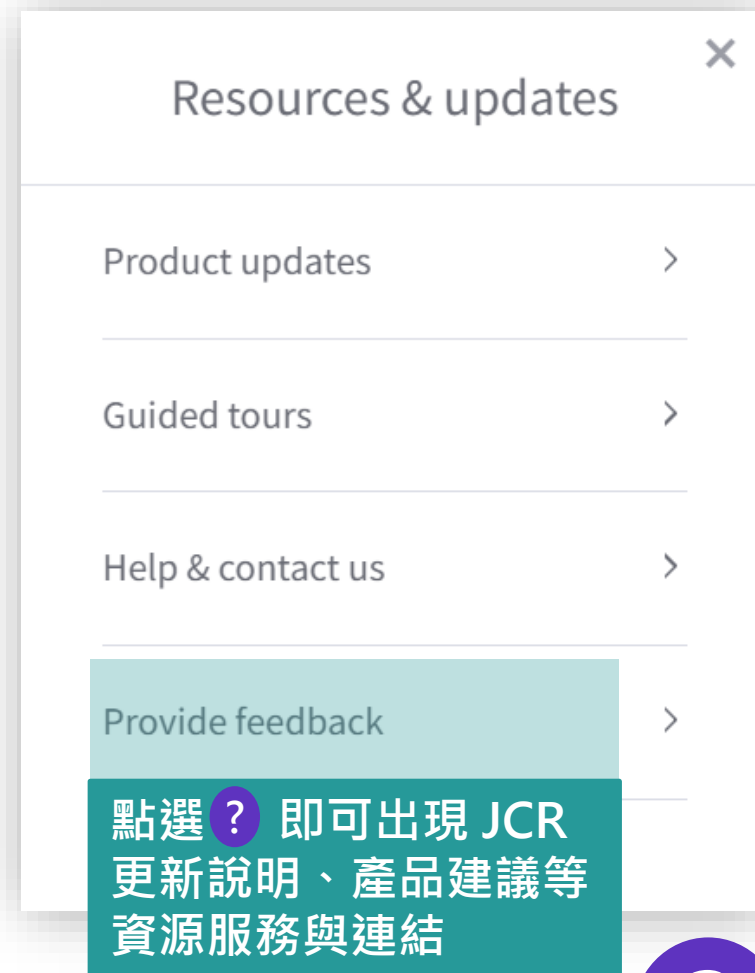 Resources & updates
Product updates
Guided tours
Help & contact us
Provide feedback
點選 ? 即可出現 JCR
更新說明、產品建議等
資源服務與連結